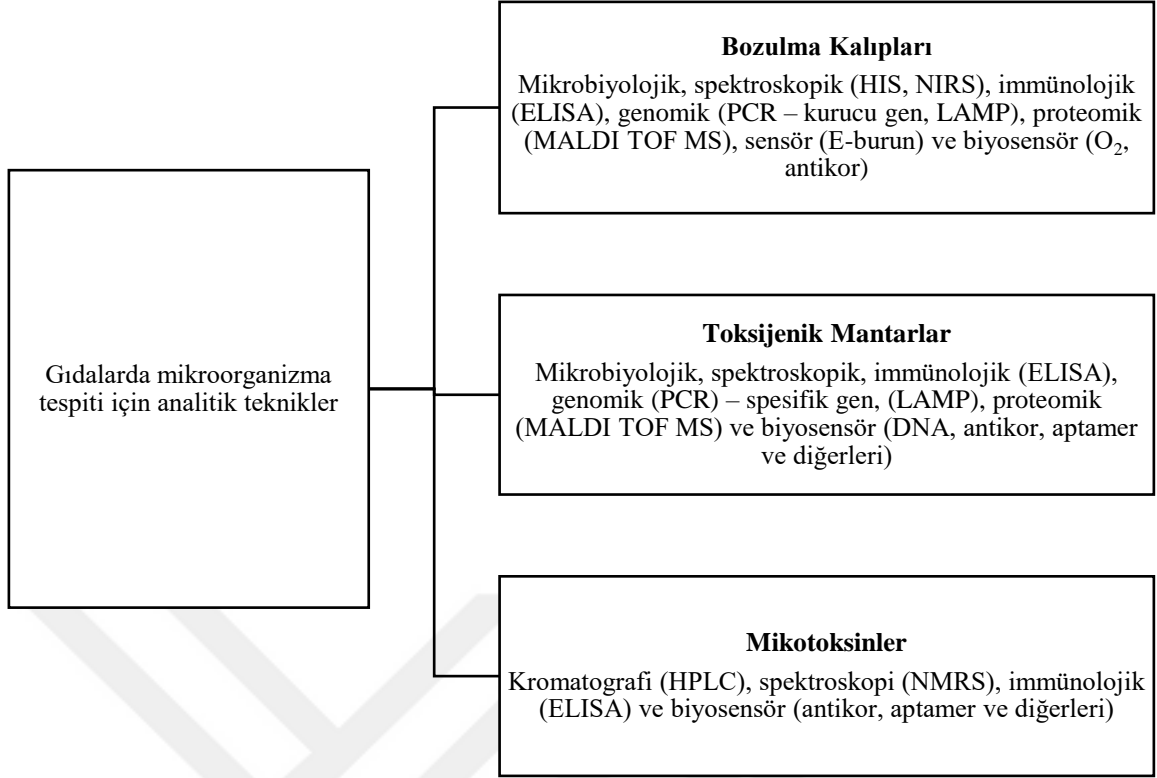 Bozulma Kalıpları
Mikrobiyolojik, spektroskopik (HIS, NIRS), immünolojik
(ELISA), genomik (PCR – kurucu gen, LAMP), proteomik
(MALDI TOF MS), sensör (E-burun) ve biyosensör (O₂,
antikor)
Gıdalarda mikroorganizma
tespiti için analitik teknikler
Toksijenik Mantarlar
Mikrobiyolojik, spektroskopik, immünolojik (ELISA),
genomik (PCR) – spesifik gen, (LAMP), proteomik
(MALDI TOF MS) ve biyosensör (DNA, antikor, aptamer
ve diğerleri)
Mikotoksinler
Kromatografi (HPLC), spektroskopi (NMRS), immünolojik
(ELISA) ve biyosensör (antikor, aptamer ve diğerleri)